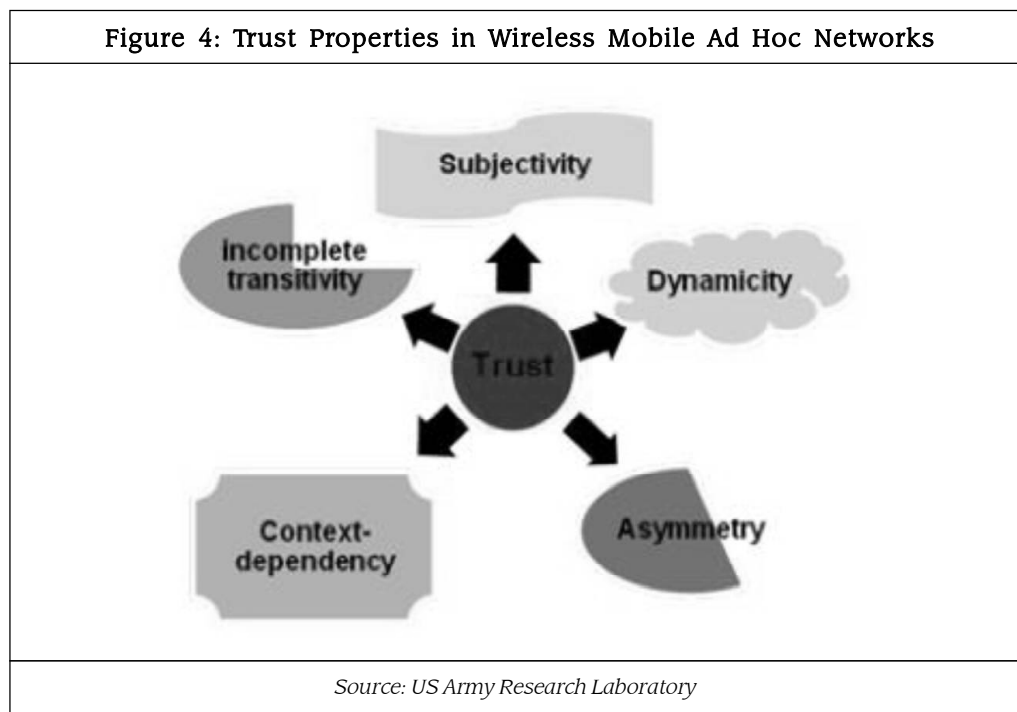 Figure 4: Trust Properties in Wireless Mobile Ad Hoc Networks
Subjectivity
incomplete
transitivity
Dynamicity
Trust
Context-
dependency
Asymmetry
Source: US Army Research Laboratory